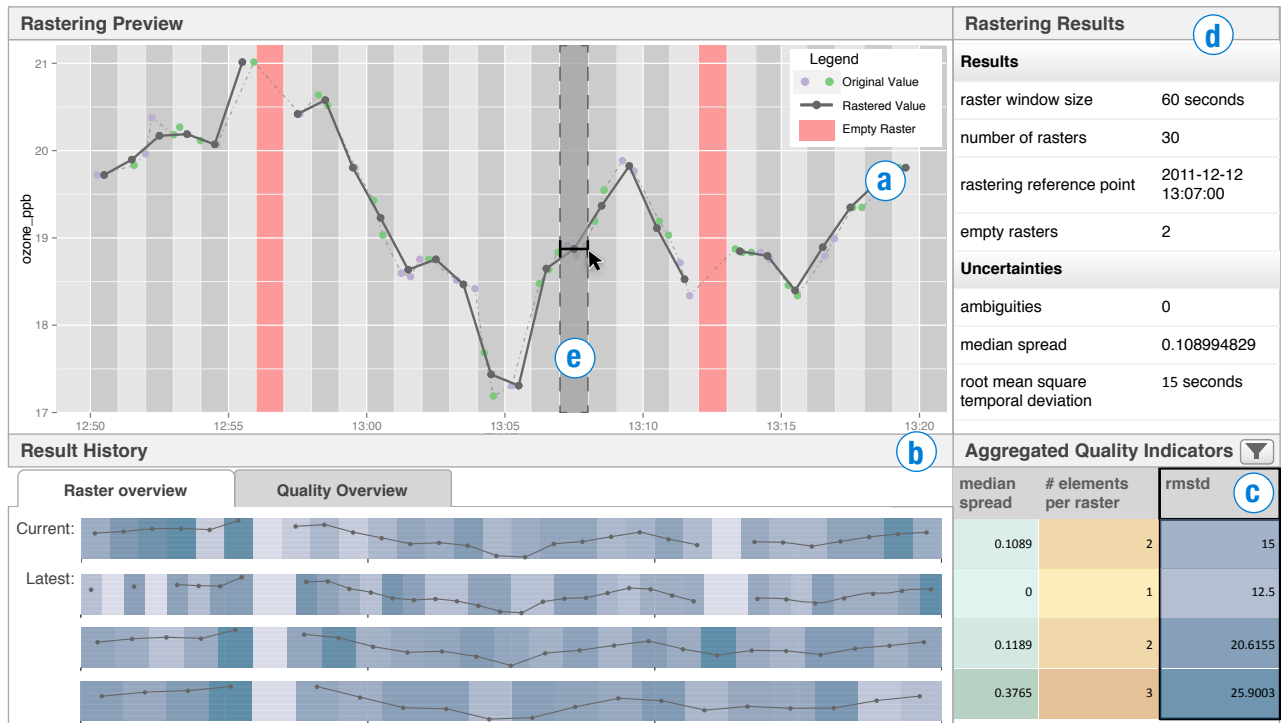 Rastering Preview
21
20
19
18
17
ozone_ppb
12:50
12:55
13:00
13:05
13:10
13:15
13:20
Legend
Original Value
Rastered Value
Empty Raster
a
e
Rastering Results
d
Results
raster window size 60 seconds
number of rasters 30
rastering reference point 2011-12-12
13:07:00
empty rasters 2
Uncertainties
ambiguities 0
median spread 0.108994829
root mean square 15 seconds
temporal deviation
Result History
b
Raster overview
Quality Overview
Current:
Latest:
Aggregated Quality Indicators
median # elements rmstd
spread per raster
c
0.1089 2 15
0 1 12.5
0.1189 2 20.6155
0.3765 3 25.9003